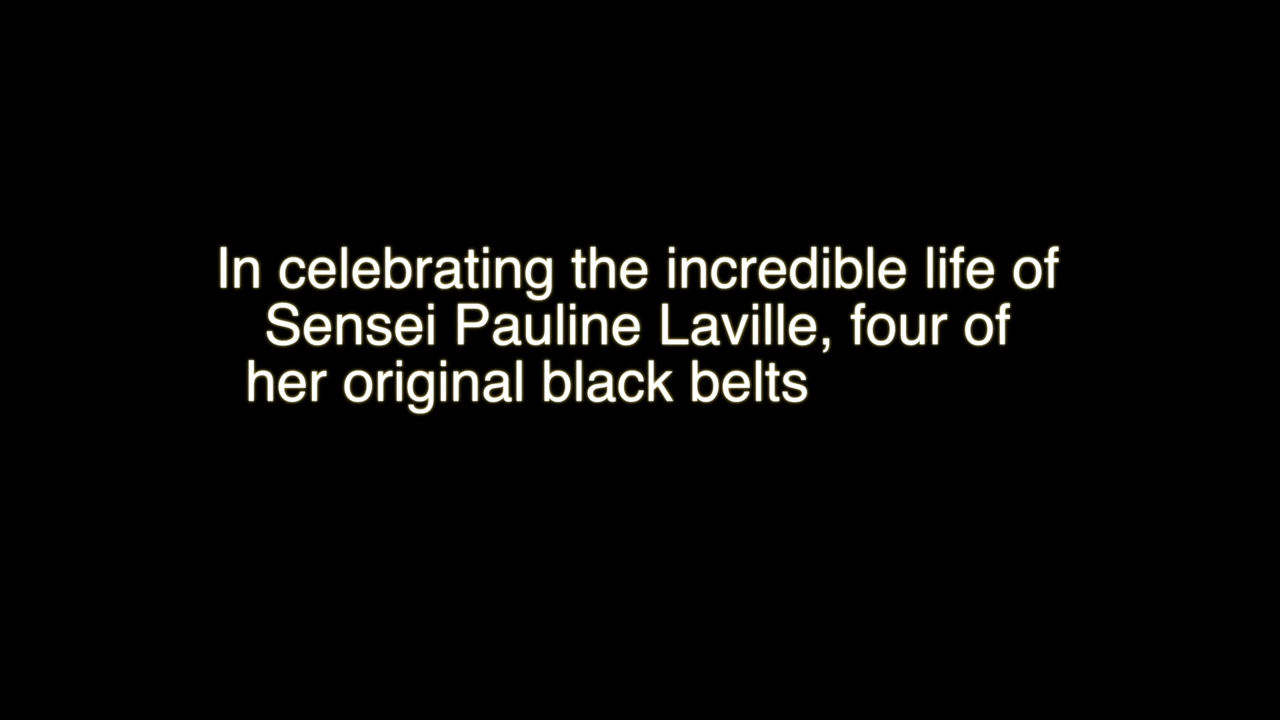 In celebrating the incredible life of
Sensei Pauline Laville, four of
her original black belts